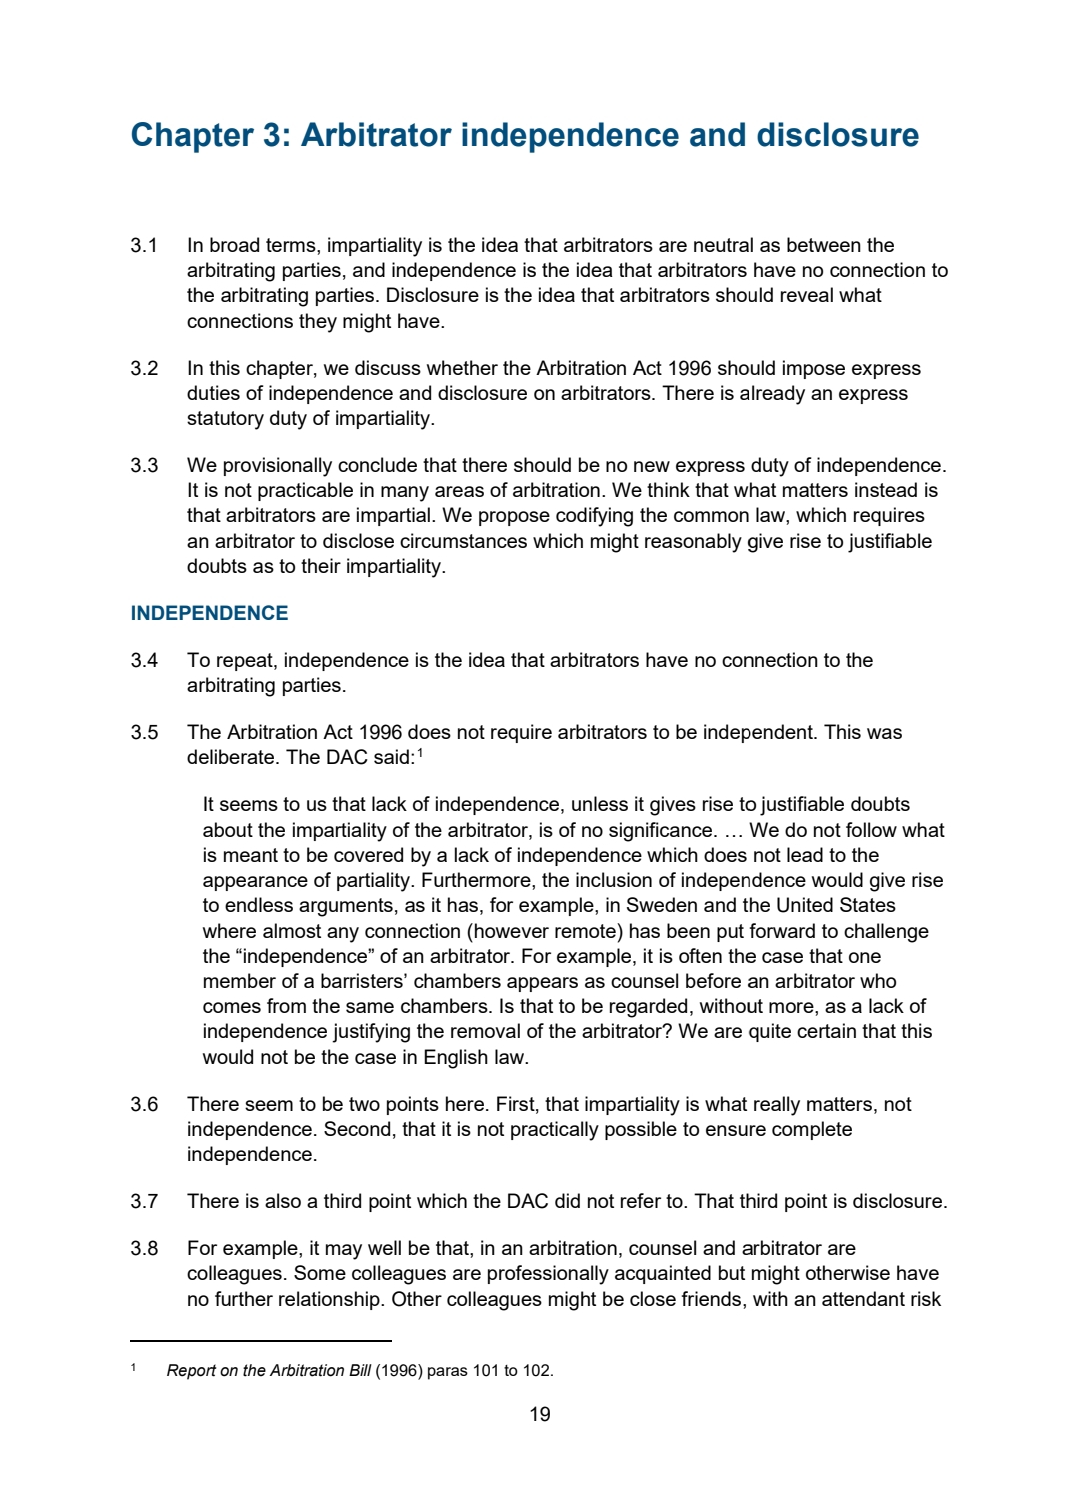 Chapter 3: Arbitrator independence and disclosure
3.1 In broad terms, impartiality is the idea that arbitrators are neutral as between the
arbitrating parties, and independence is the idea that arbitrators have no connection to
the arbitrating parties. Disclosure is the idea that arbitrators should reveal what
connections they might have.
3.2 In this chapter, we discuss whether the Arbitration Act 1996 should impose express
duties of independence and disclosure on arbitrators. There is already an express
statutory duty of impartiality.
3.3 We provisionally conclude that there should be no new express duty of independence.
It is not practicable in many areas of arbitration. We think that what matters instead is
that arbitrators are impartial. We propose codifying the common law, which requires
an arbitrator to disclose circumstances which might reasonably give rise to justifiable
doubts as to their impartiality.
INDEPENDENCE
3.4 To repeat, independence is the idea that arbitrators have no connection to the
arbitrating parties.
3.5 The Arbitration Act 1996 does not require arbitrators to be independent. This was
deliberate. The DAC said:1
It seems to us that lack of independence, unless it gives rise to justifiable doubts
about the impartiality of the arbitrator, is of no significance. … We do not follow what
is meant to be covered by a lack of independence which does not lead to the
appearance of partiality. Furthermore, the inclusion of independence would give rise
to endless arguments, as it has, for example, in Sweden and the United States
where almost any connection (however remote) has been put forward to challenge
the “independence” of an arbitrator. For example, it is often the case that one
member of a barristers’ chambers appears as counsel before an arbitrator who
comes from the same chambers. Is that to be regarded, without more, as a lack of
independence justifying the removal of the arbitrator? We are quite certain that this
would not be the case in English law.
3.6 There seem to be two points here. First, that impartiality is what really matters, not
independence. Second, that it is not practically possible to ensure complete
independence.
3.7 There is also a third point which the DAC did not refer to. That third point is disclosure.
3.8 For example, it may well be that, in an arbitration, counsel and arbitrator are
colleagues. Some colleagues are professionally acquainted but might otherwise have
no further relationship. Other colleagues might be close friends, with an attendant risk
1 Report on the Arbitration Bill (1996) paras 101 to 102.
19